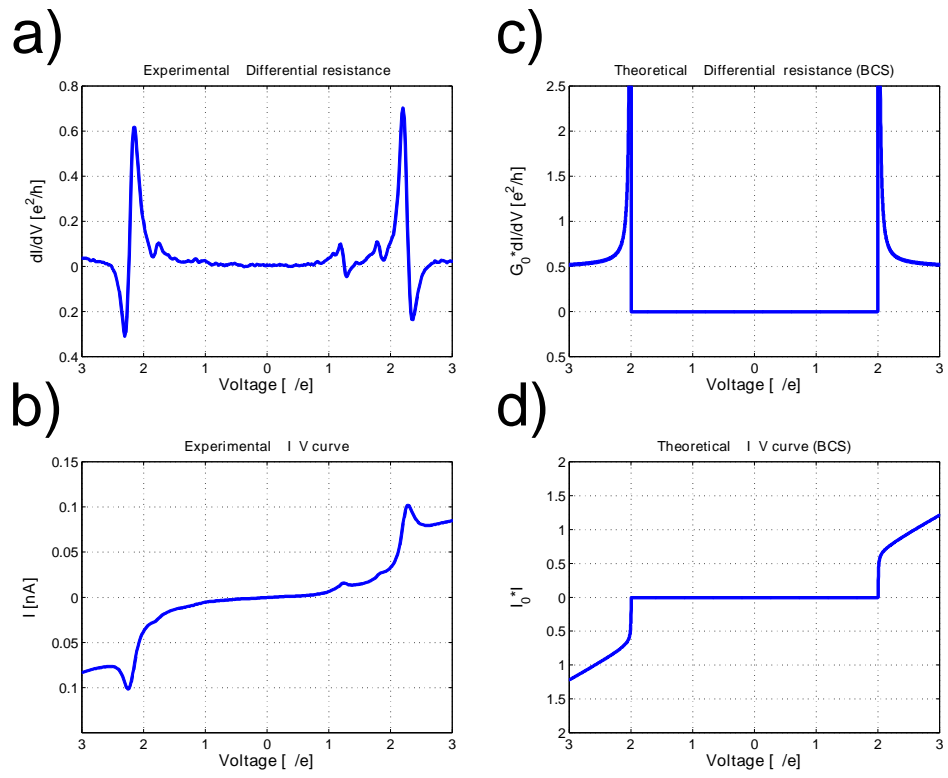 a)
Experimental Differential resistance
0.8
0.6
0.4
0.2
0
0.2
0.4
dI/dV [e²/h]
3 2 1 0 1 2 3
Voltage [ /e]
c)
Theoretical Differential resistance (BCS)
2.5
2
1.5
1
0.5
0
0.5
G₀*dI/dV [e²/h]
3 2 1 0 1 2 3
Voltage [ /e]
b)
Experimental I V curve
0.15
0.1
0.05
0
0.05
0.1
I [nA]
3 2 1 0 1 2 3
Voltage [ /e]
d)
Theoretical I V curve (BCS)
2
1.5
1
0.5
0
0.5
1
1.5
2
I₀*I
3 2 1 0 1 2 3
Voltage [ /e]